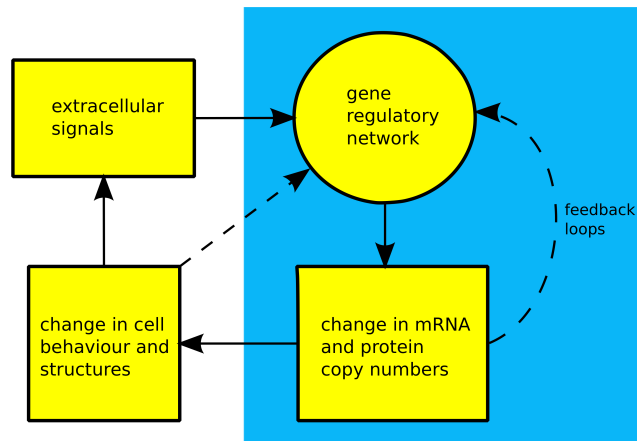 extracellular
signals
gene
regulatory
network
feedback
loops
change in cell
behaviour and
structures
change in mRNA
and protein
copy numbers